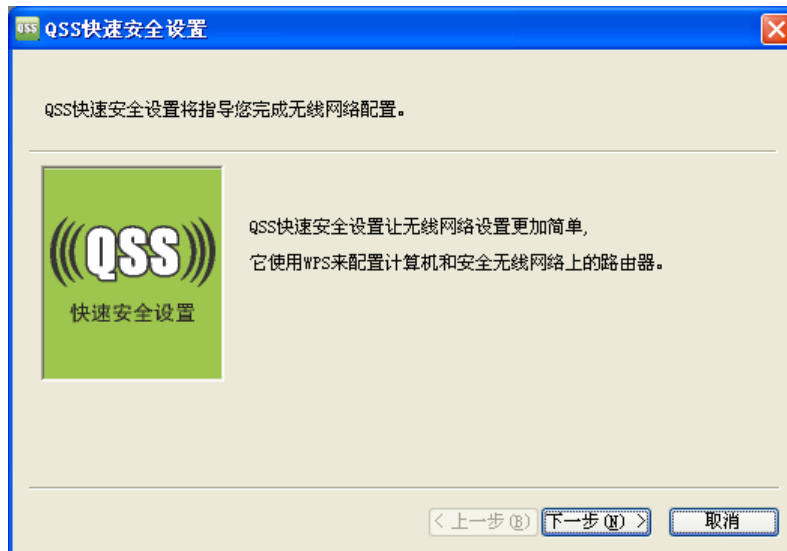 QSS QSS快速安全设置
QSS快速安全设置将指导您完成无线网络配置。
(((QSS)))
快速安全设置
QSS快速安全设置让无线网络设置更加简单,
它使用WPS来配置计算机和安全无线网络上的路由器。
< 上一步(B) 下一步(N) > 取消